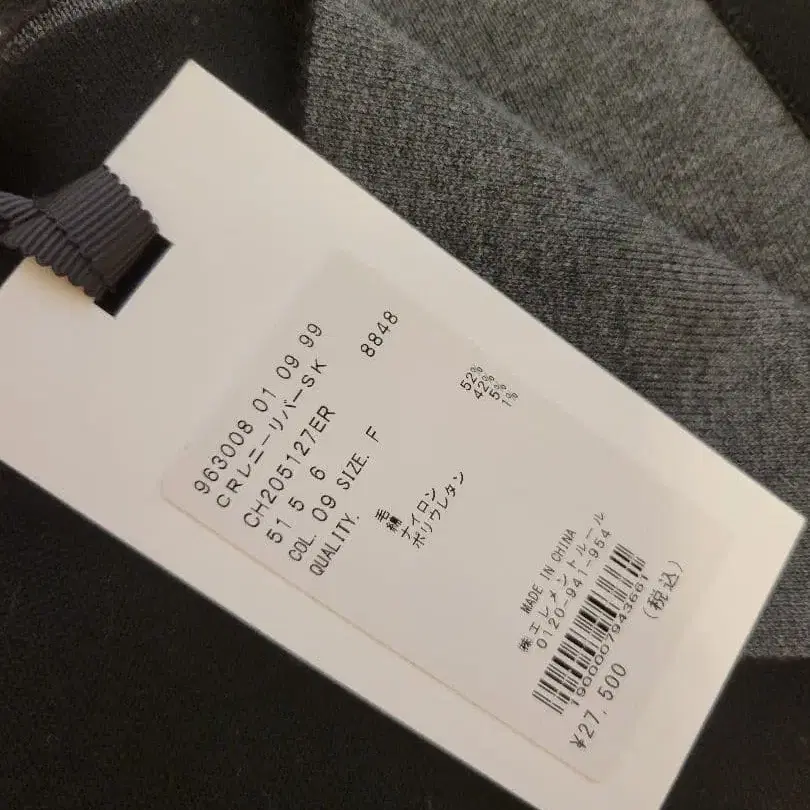 963008 01 09 99
CRレニーリバーSK 8848
CH205127ER
51 5 6
COL. 09 SIZE. F
QUALITY.
毛 52%
綿 42%
ナイロン 5%
ポリウレタン 1%
MADE IN CHINA
㈱エレメントルール
0120-941-954
1900007943661
¥27,500 (税込)